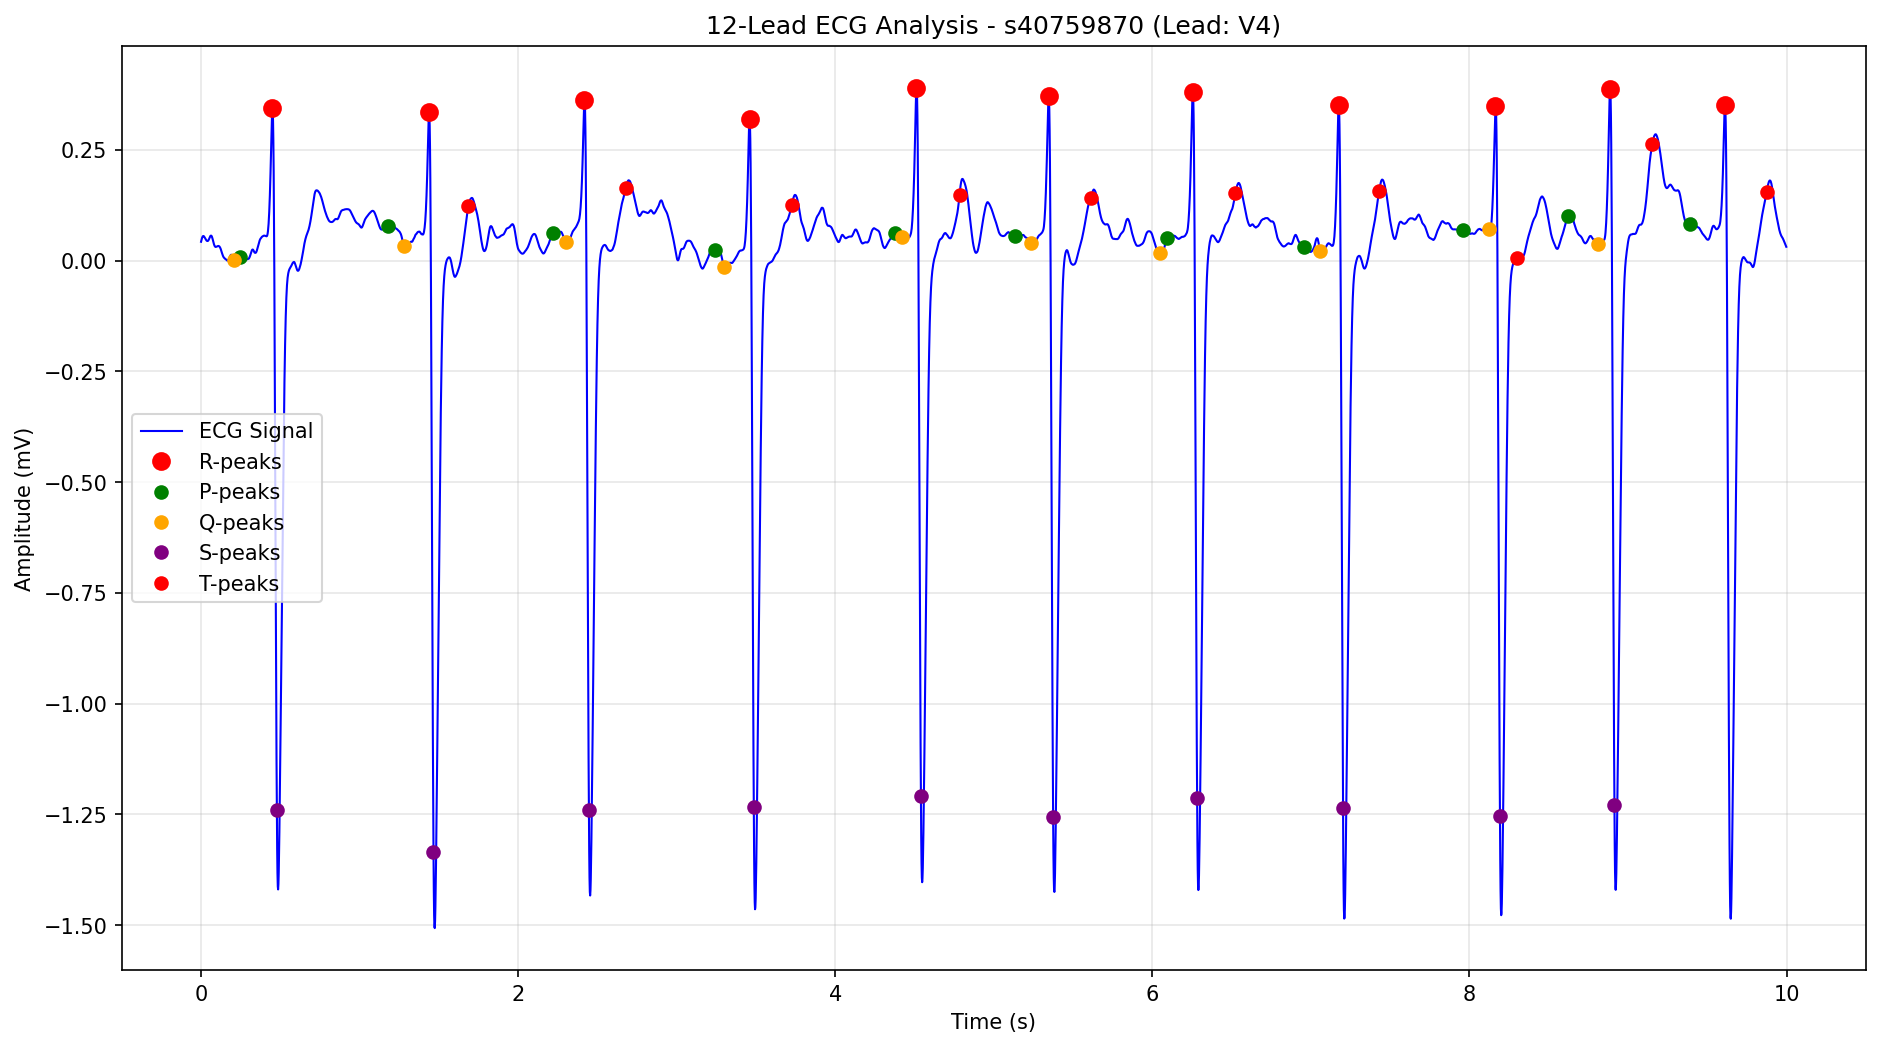 12-Lead ECG Analysis - s40759870 (Lead: V4)
Amplitude (mV)
0.25
0.00
−0.25
−0.50
−0.75
−1.00
−1.25
−1.50
ECG Signal
R-peaks
P-peaks
Q-peaks
S-peaks
T-peaks
0 2 4 6 8 10
Time (s)